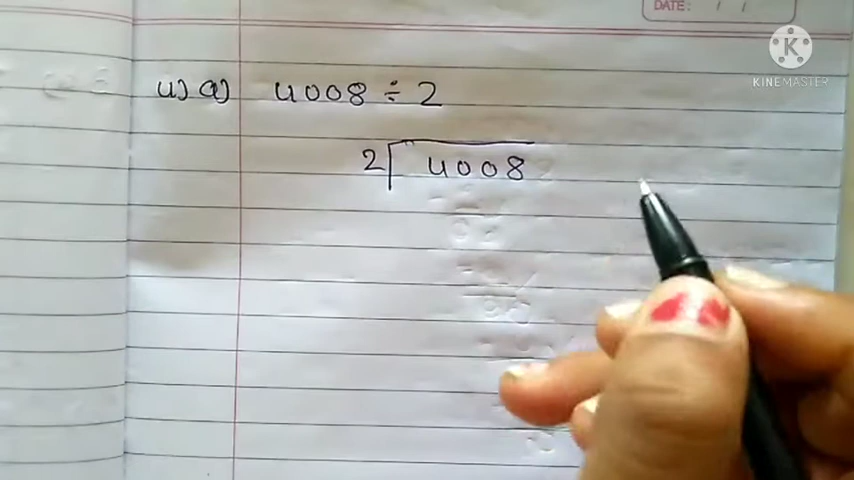 DATE: / /
K
KINEMASTER
4) a) 4008 ÷ 2
2 4008